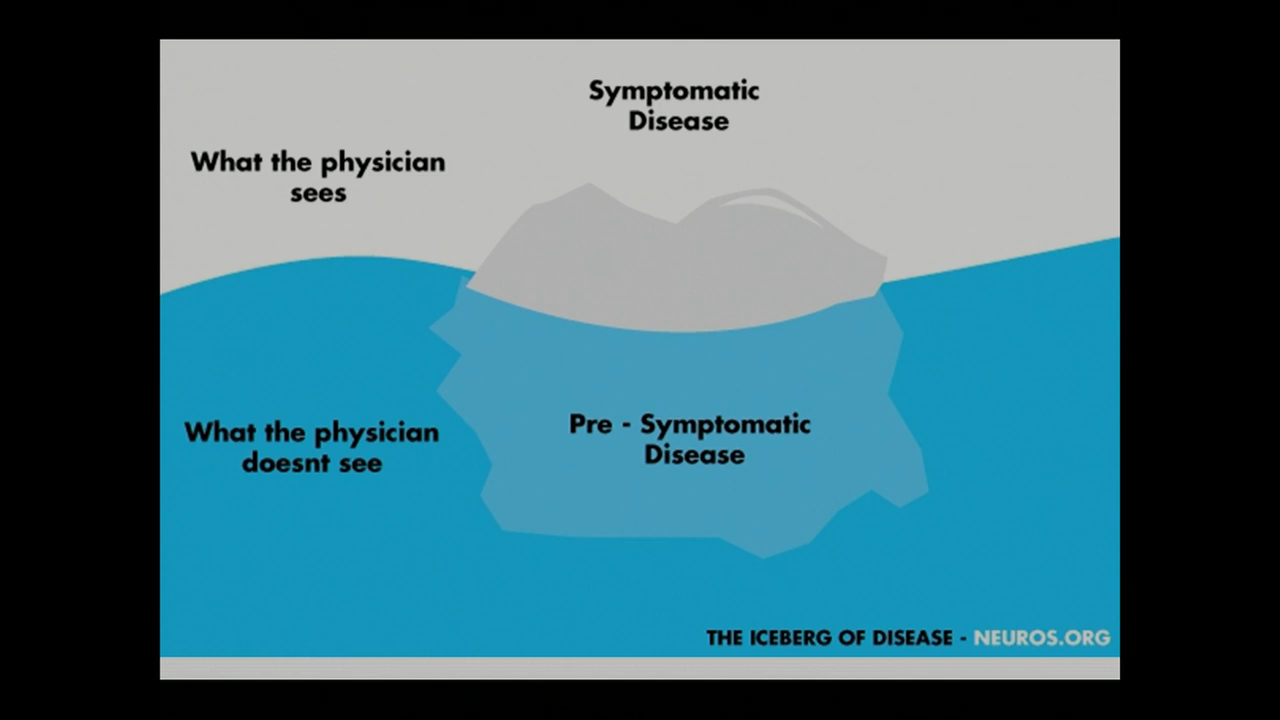 Symptomatic
Disease
What the physician
sees
What the physician
doesnt see
Pre - Symptomatic
Disease
THE ICEBERG OF DISEASE - NEUROS.ORG